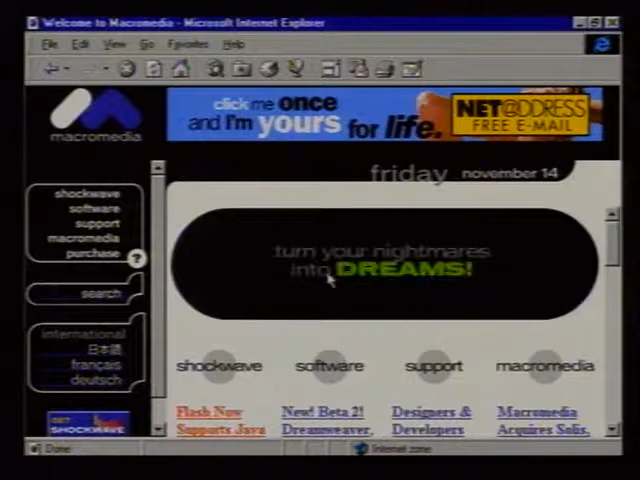 Welcome to Macromedia - Microsoft Internet Explorer
File Edit View Go Favorites Help
macromedia
click me once
and I'm yours for life.
NET@DDRESS
FREE E-MAIL
friday november 14
shockwave
software
support
macromedia
purchase
?
search
international
日本語
français
deutsch
GET
SHOCKWAVE
turn your nightmares
into DREAMS!
shockwave software support macromedia
Flash Now
Supports Java
New! Beta 2!
Dreamweaver,
Designers &
Developers
Macromedia
Acquires Solis,
Done
Internet zone